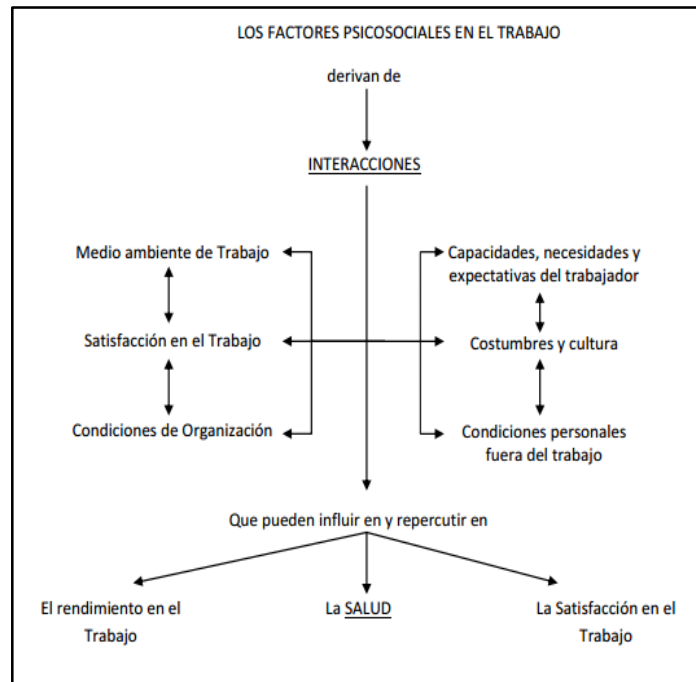 LOS FACTORES PSICOSOCIALES EN EL TRABAJO
derivan de
INTERACCIONES
Medio ambiente de Trabajo
Capacidades, necesidades y
expectativas del trabajador
Satisfacción en el Trabajo
Costumbres y cultura
Condiciones de Organización
Condiciones personales
fuera del trabajo
Que pueden influir en y repercutir en
El rendimiento en el
Trabajo
La SALUD
La Satisfacción en el
Trabajo